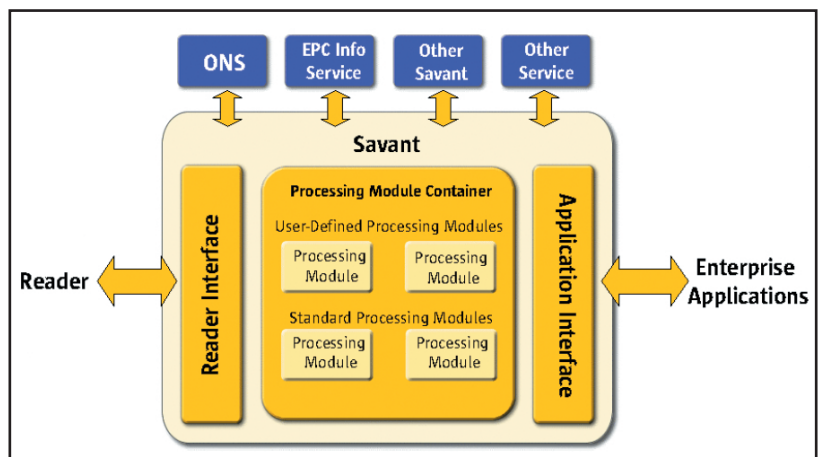 ONS
EPC Info
Service
Other
Savant
Other
Service
Savant
Reader
Reader Interface
Processing Module Container
User-Defined Processing Modules
Processing
Module
Processing
Module
Standard Processing Modules
Processing
Module
Processing
Module
Application Interface
Enterprise
Applications